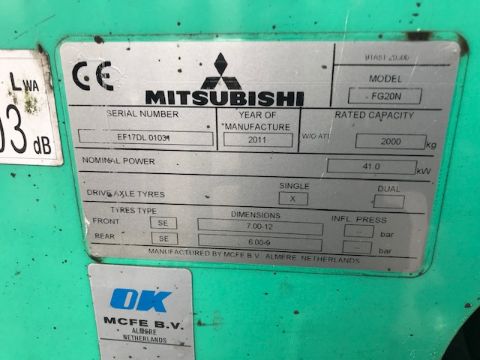 LWA
03 dB
CE
MITSUBISHI
MODEL
FG20N
SERIAL NUMBER
YEAR OF MANUFACTURE
RATED CAPACITY
EF17DL 01031
2011
W/O ATT
2000 kg
NOMINAL POWER
41.0 kW
DRIVE AXLE TYRES
SINGLE
X
DUAL
TYRES TYPE
DIMENSIONS
INFL. PRESS
FRONT
SE
7.00-12
bar
REAR
SE
6.00-9
bar
MANUFACTURED BY MCFE B.V. ALMERE, NETHERLANDS
OK
MCFE B.V.
ALMERE
NETHERLANDS